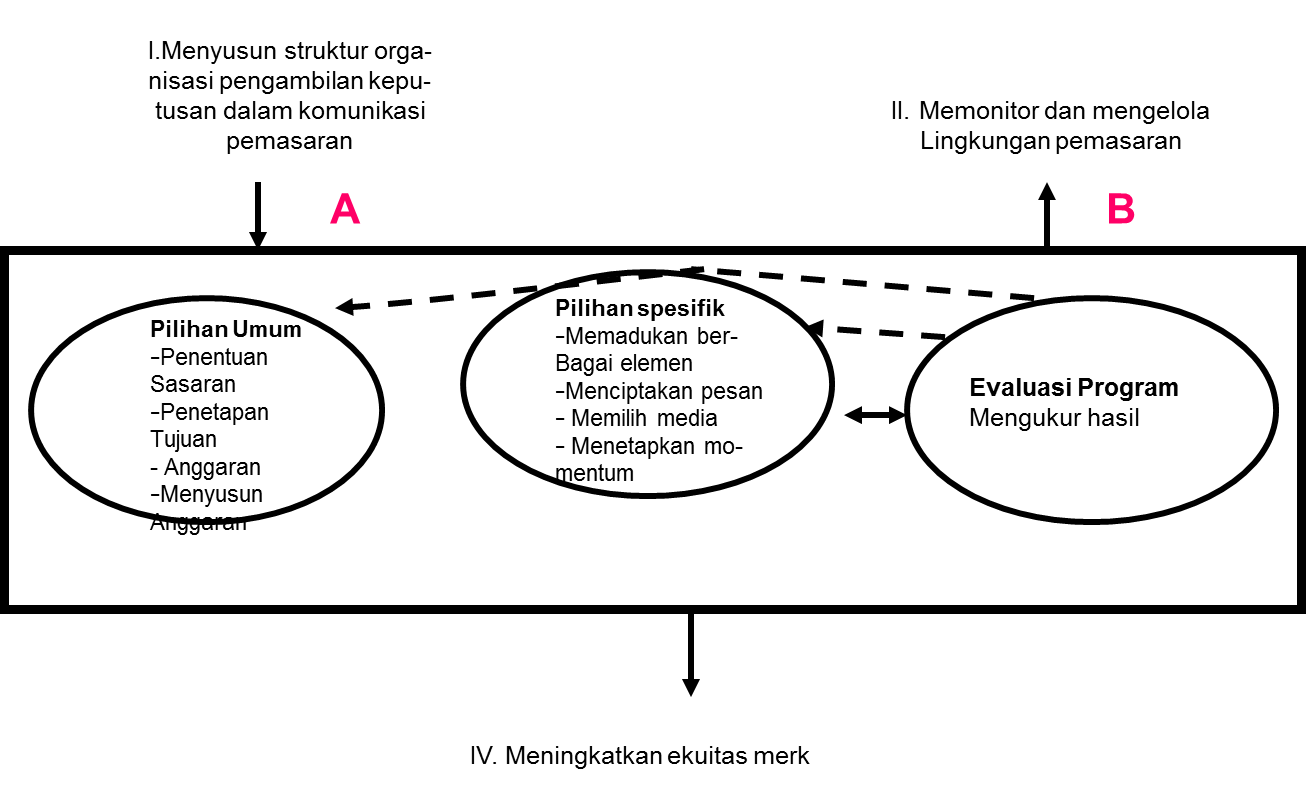 I.Menyusun struktur orga-
nisasi pengambilan kepu-
tusan dalam komunikasi
pemasaran
II. Memonitor dan mengelola
Lingkungan pemasaran
A
B
Pilihan Umum
-Penentuan
Sasaran
-Penetapan
Tujuan
- Anggaran
-Menyusun
Anggaran
Pilihan spesifik
-Memadukan ber-
Bagai elemen
-Menciptakan pesan
- Memilih media
- Menetapkan mo-
mentum
Evaluasi Program
Mengukur hasil
IV. Meningkatkan ekuitas merk